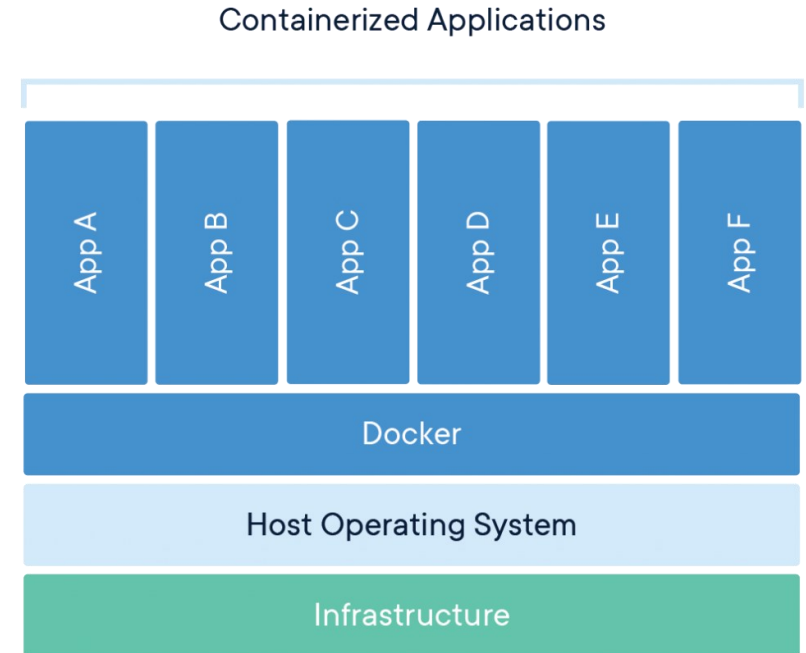 Containerized Applications
App A
App B
App C
App D
App E
App F
Docker
Host Operating System
Infrastructure